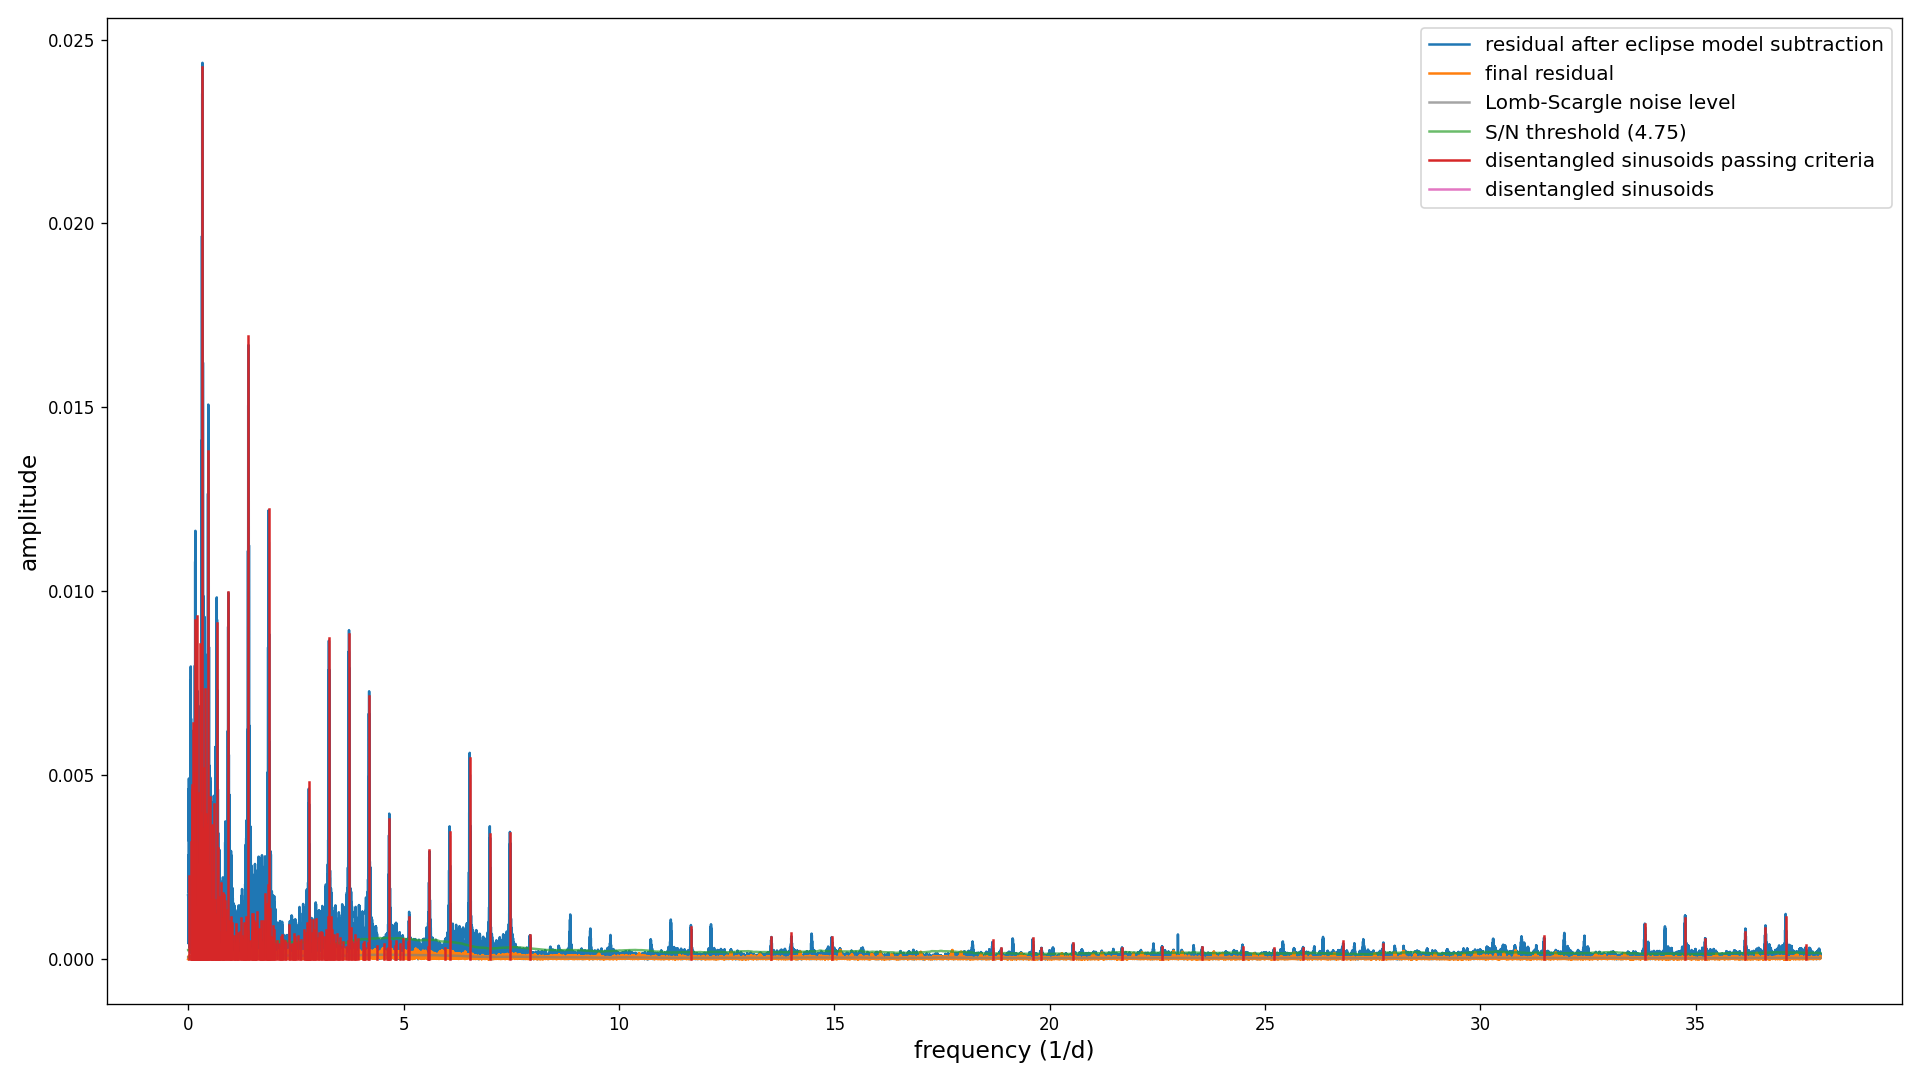 0.025
0.020
0.015
0.010
0.005
0.000
amplitude
0 5 10 15 20 25 30 35
frequency (1/d)
residual after eclipse model subtraction
final residual
Lomb-Scargle noise level
S/N threshold (4.75)
disentangled sinusoids passing criteria
disentangled sinusoids